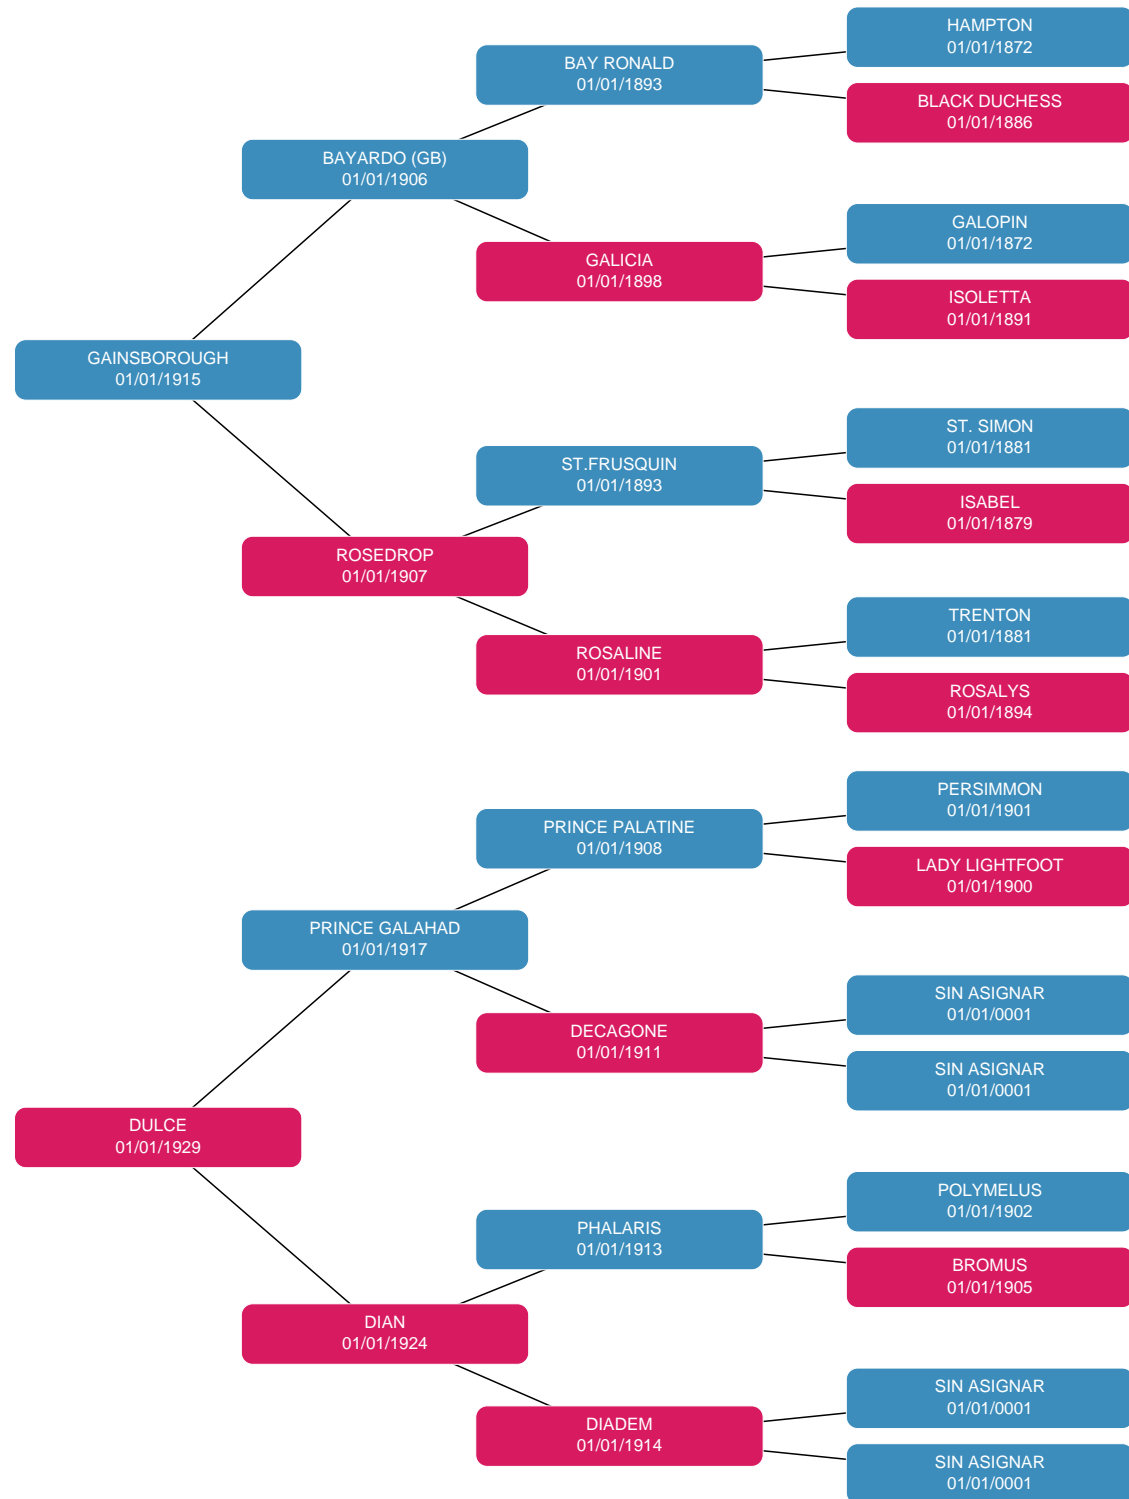 HAMPTON
01/01/1872
BAY RONALD
01/01/1893
BLACK DUCHESS
01/01/1886
BAYARDO (GB)
01/01/1906
GALOPIN
01/01/1872
GALICIA
01/01/1898
ISOLETTA
01/01/1891
GAINSBOROUGH
01/01/1915
ST. SIMON
01/01/1881
ST.FRUSQUIN
01/01/1893
ISABEL
01/01/1879
ROSEDROP
01/01/1907
TRENTON
01/01/1881
ROSALINE
01/01/1901
ROSALYS
01/01/1894
PERSIMMON
01/01/1901
PRINCE PALATINE
01/01/1908
LADY LIGHTFOOT
01/01/1900
PRINCE GALAHAD
01/01/1917
SIN ASIGNAR
01/01/0001
DECAGONE
01/01/1911
SIN ASIGNAR
01/01/0001
DULCE
01/01/1929
POLYMELUS
01/01/1902
PHALARIS
01/01/1913
BROMUS
01/01/1905
DIAN
01/01/1924
SIN ASIGNAR
01/01/0001
DIADEM
01/01/1914
SIN ASIGNAR
01/01/0001